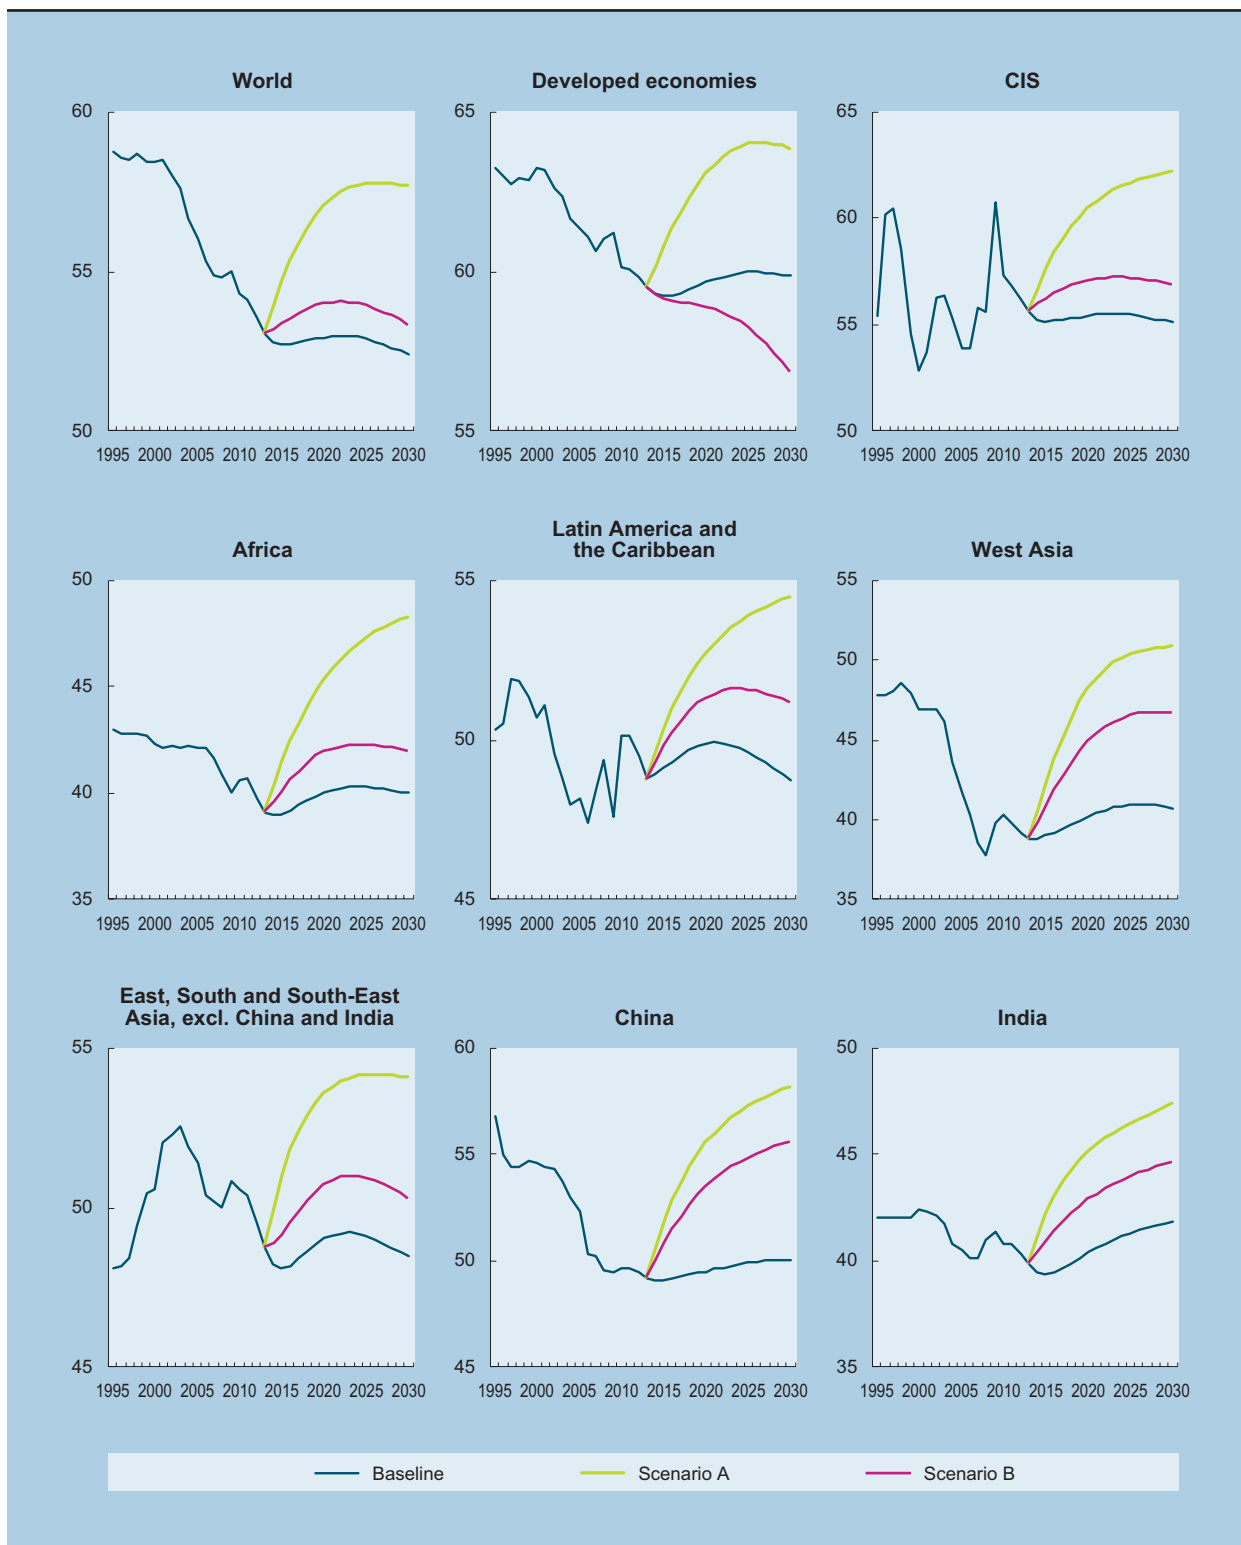 World
60
55
50
1995 2000 2005 2010 2015 2020 2025 2030
Developed economies
65
60
55
1995 2000 2005 2010 2015 2020 2025 2030
CIS
65
60
55
50
1995 2000 2005 2010 2015 2020 2025 2030
Africa
50
45
40
35
1995 2000 2005 2010 2015 2020 2025 2030
Latin America and
the Caribbean
55
50
45
1995 2000 2005 2010 2015 2020 2025 2030
West Asia
55
50
45
40
35
1995 2000 2005 2010 2015 2020 2025 2030
East, South and South-East
Asia, excl. China and India
55
50
45
1995 2000 2005 2010 2015 2020 2025 2030
China
60
55
50
45
1995 2000 2005 2010 2015 2020 2025 2030
India
50
45
40
35
1995 2000 2005 2010 2015 2020 2025 2030
Baseline
Scenario A
Scenario B